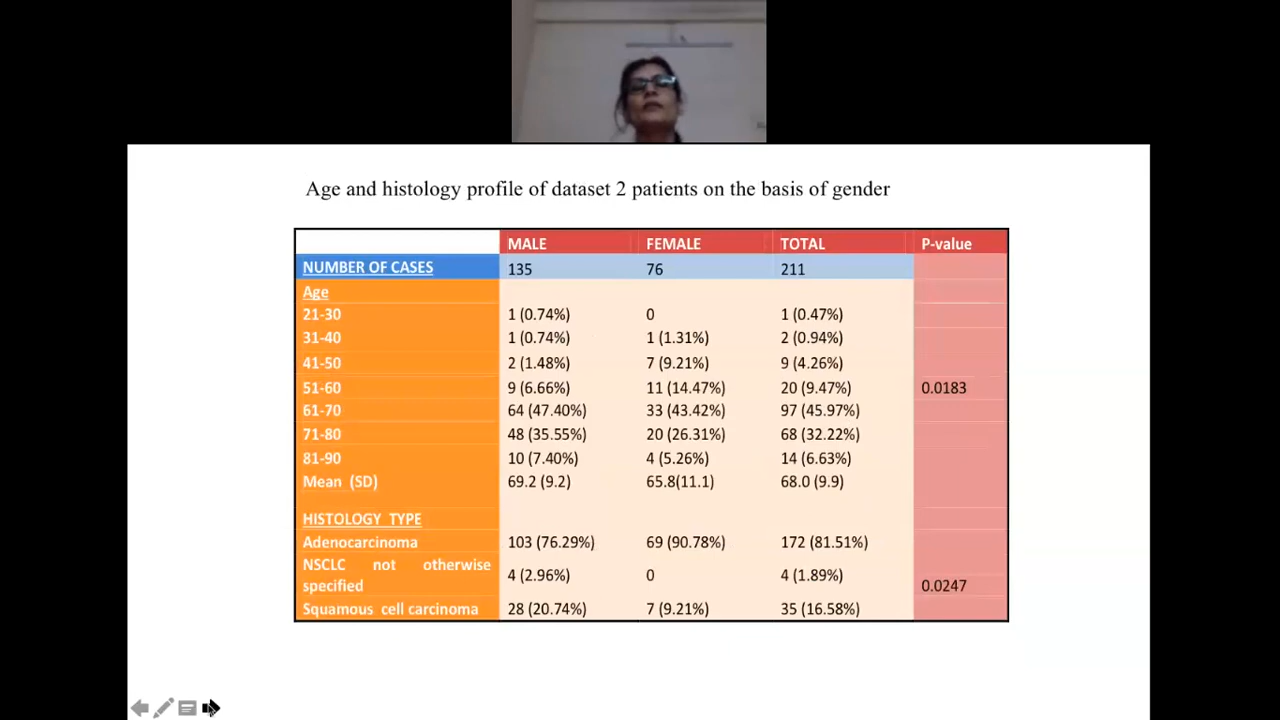 Age and histology profile of dataset 2 patients on the basis of gender
MALE FEMALE TOTAL P-value
NUMBER OF CASES 135 76 211
Age
21-30 1 (0.74%) 0 1 (0.47%)
31-40 1 (0.74%) 1 (1.31%) 2 (0.94%)
41-50 2 (1.48%) 7 (9.21%) 9 (4.26%)
51-60 9 (6.66%) 11 (14.47%) 20 (9.47%) 0.0183
61-70 64 (47.40%) 33 (43.42%) 97 (45.97%)
71-80 48 (35.55%) 20 (26.31%) 68 (32.22%)
81-90 10 (7.40%) 4 (5.26%) 14 (6.63%)
Mean (SD) 69.2 (9.2) 65.8(11.1) 68.0 (9.9)
HISTOLOGY TYPE
Adenocarcinoma 103 (76.29%) 69 (90.78%) 172 (81.51%)
NSCLC not otherwise
specified 4 (2.96%) 0 4 (1.89%) 0.0247
Squamous cell carcinoma 28 (20.74%) 7 (9.21%) 35 (16.58%)